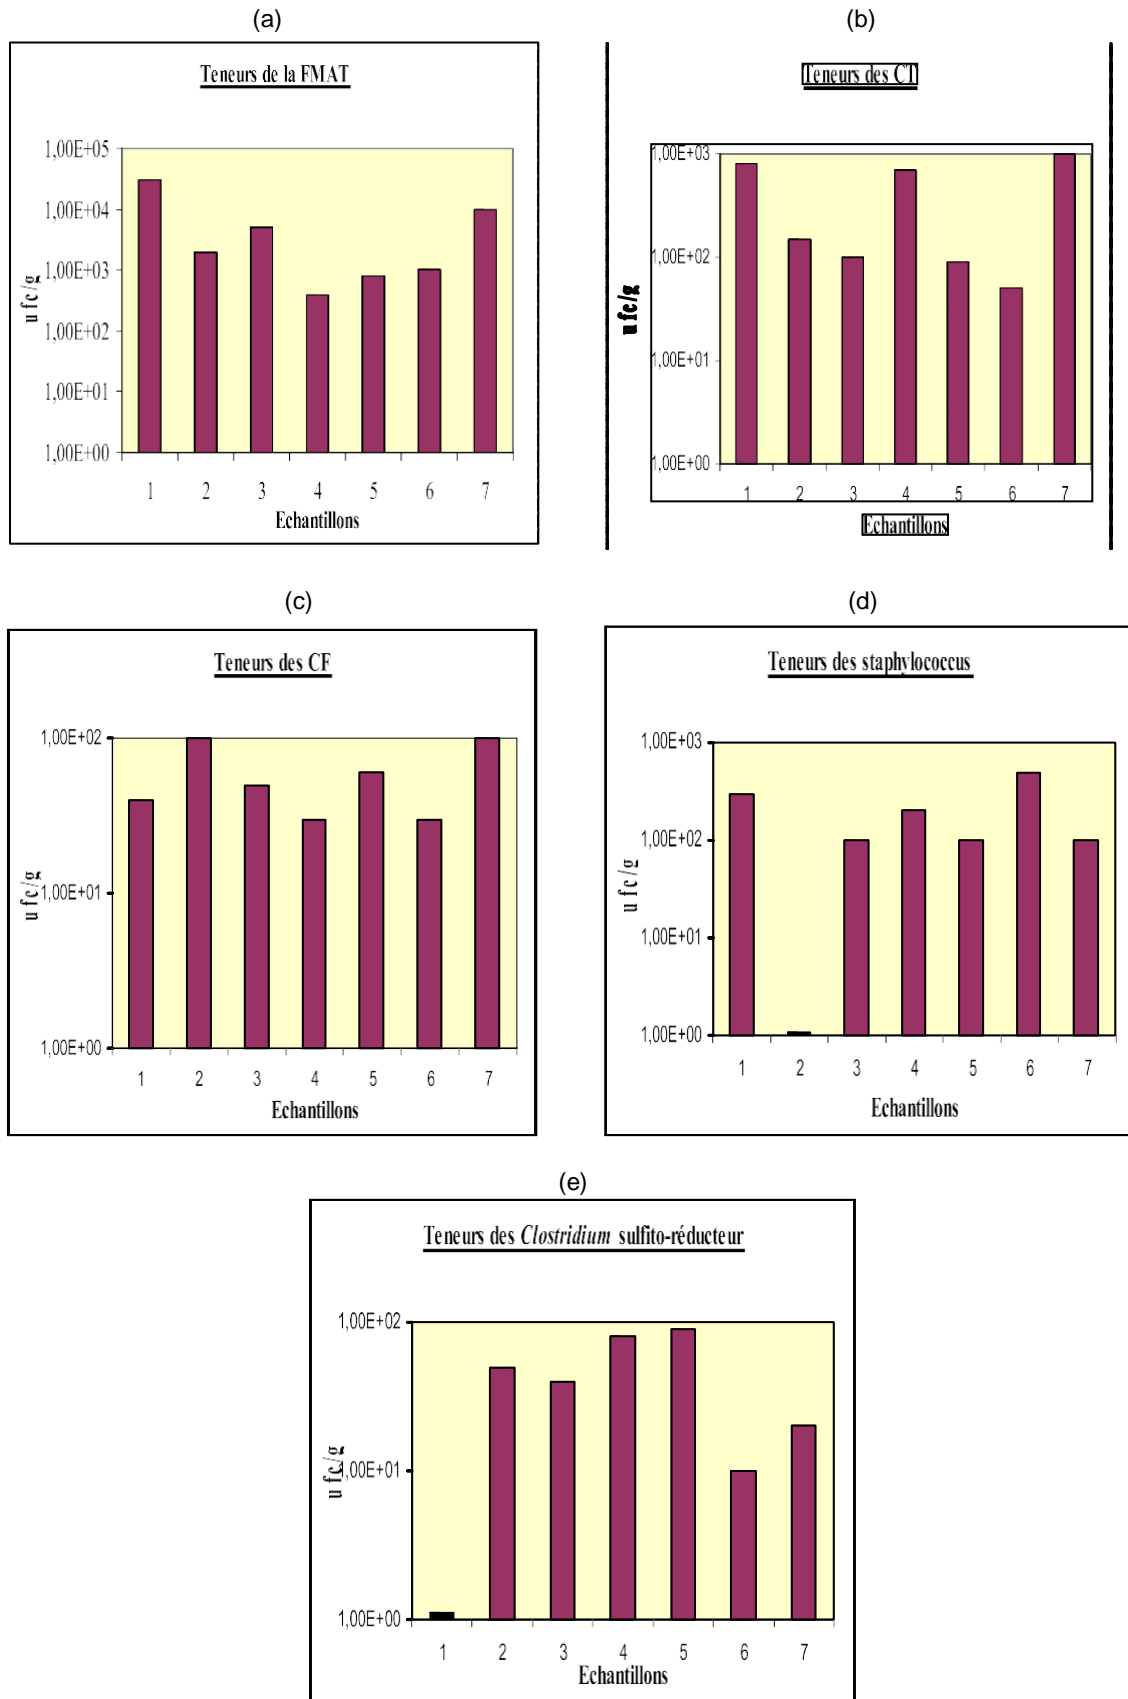 (a)
Teneurs de la FMAT
1,00E+05
1,00E+04
1,00E+03
1,00E+02
1,00E+01
1,00E+00
u fc/g
1 2 3 4 5 6 7
Echantillons
(b)
Teneurs des CT
1,00E+03
1,00E+02
1,00E+01
1,00E+00
u fc/g
1 2 3 4 5 6 7
Echantillons
(c)
Teneurs des CF
1,00E+02
1,00E+01
1,00E+00
u fc/g
1 2 3 4 5 6 7
Echantillons
(d)
Teneurs des staphylococcus
1,00E+03
1,00E+02
1,00E+01
1,00E+00
u fc/g
1 2 3 4 5 6 7
Echantillons
(e)
Teneurs des Clostridium sulfito-réducteur
1,00E+02
1,00E+01
1,00E+00
u fc/g
1 2 3 4 5 6 7
Echantillons